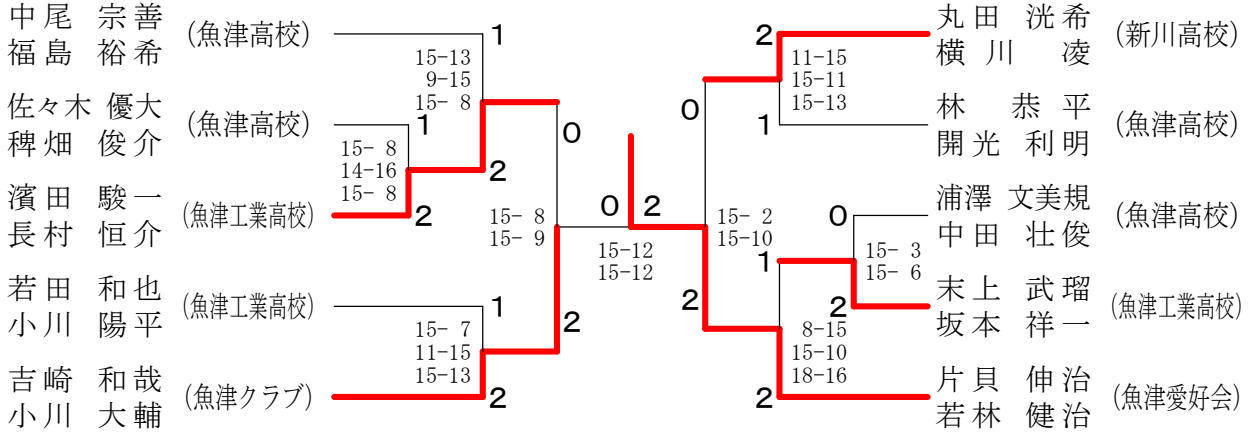 中尾 宗善
福島 裕希
(魚津高校)
1
15-13
9-15
15- 8
佐々木 優大
稗畑 俊介
(魚津高校)
1
15- 8
14-16
15- 8
2
2
濱田 駿一
長村 恒介
(魚津工業高校)
0
15- 8
15- 9
2
若田 和也
小川 陽平
(魚津工業高校)
1
15- 7
11-15
15-13
2
吉崎 和哉
小川 大輔
(魚津クラブ)
0
2
15-12
15-12
丸田 洸希
横川 凌
(新川高校)
2
11-15
15-11
15-13
1
林 恭平
開光 利明
(魚津高校)
0
15- 2
15-10
2
浦澤 文美規
中田 壮俊
(魚津高校)
0
15- 3
15- 6
2
末上 武瑠
坂本 祥一
(魚津工業高校)
1
8-15
15-10
18-16
2
片貝 伸治
若林 健治
(魚津愛好会)